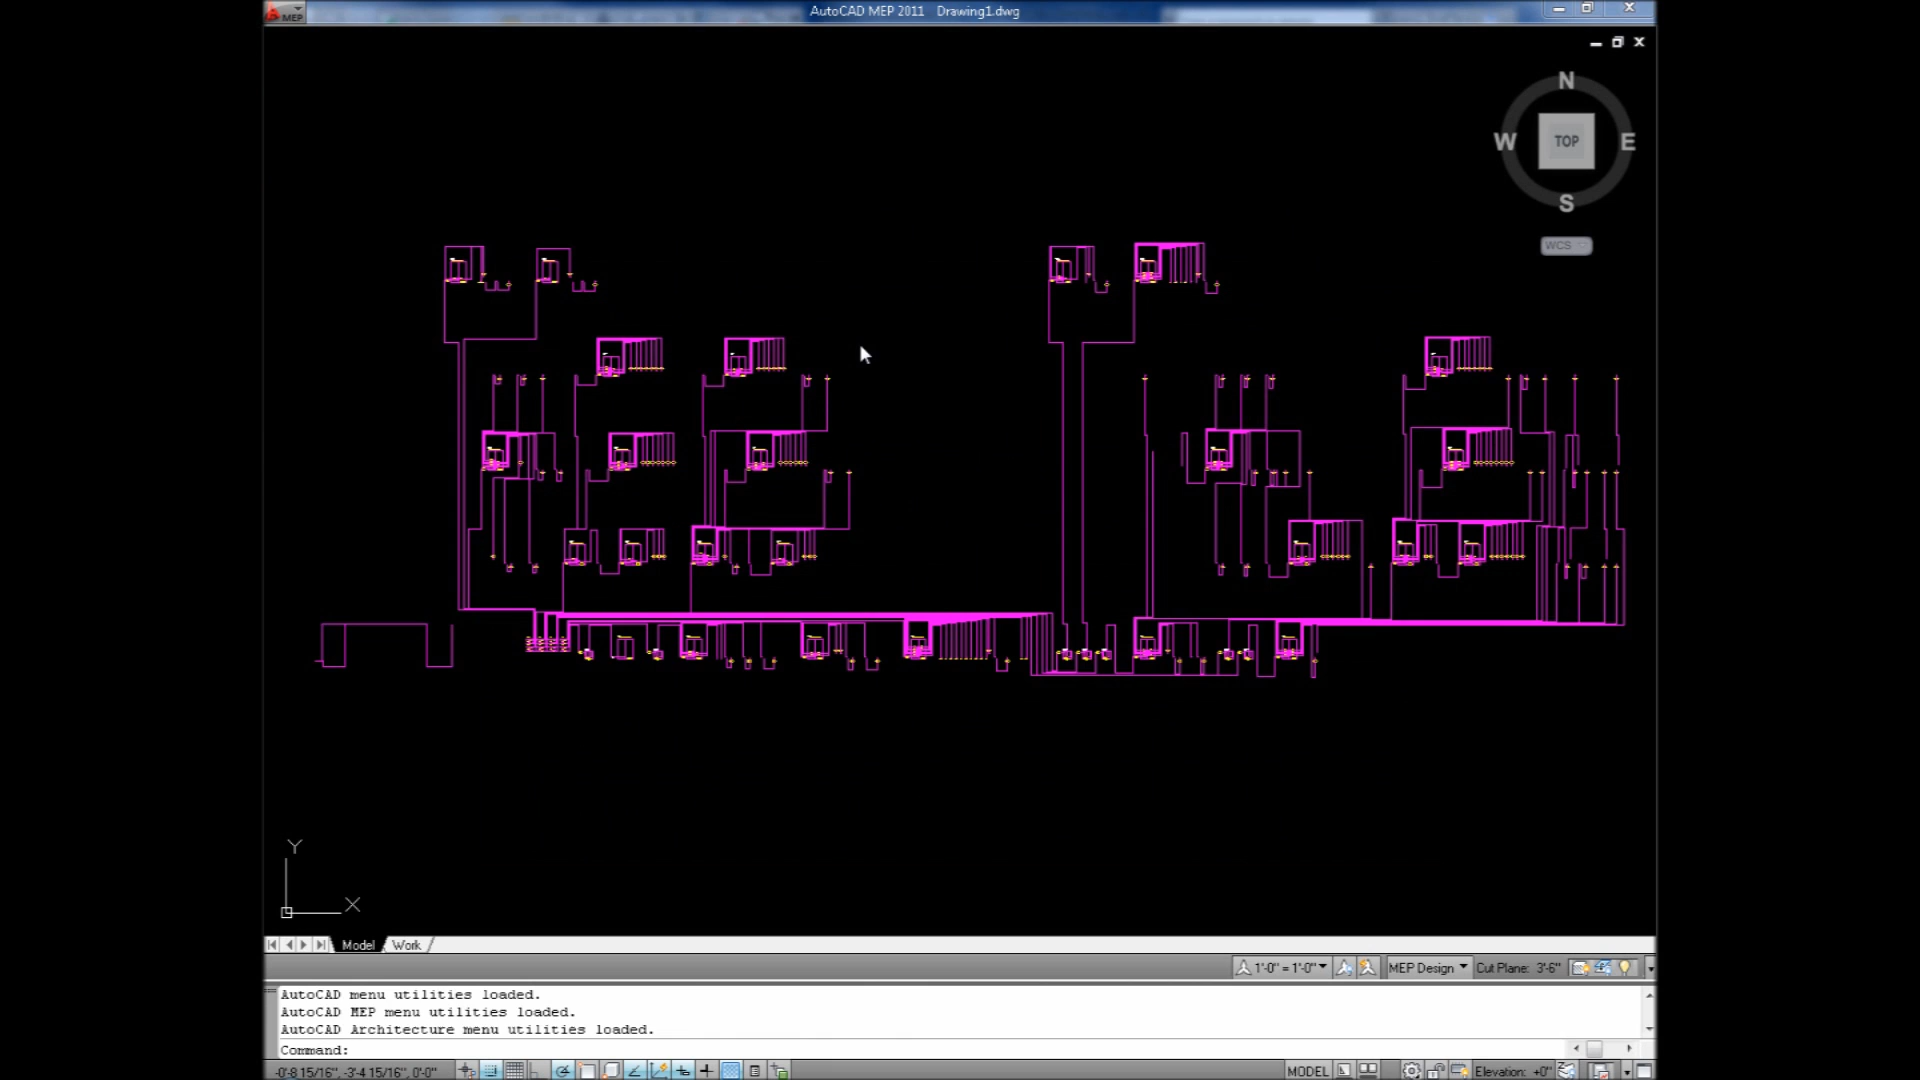 MEP
AutoCAD MEP 2011 Drawing1.dwg
N
W
TOP
E
S
WCS
Y
X
Model
Work
1'-0" = 1'-0"
MEP Design
Cut Plane: 3'-6"
AutoCAD menu utilities loaded.
AutoCAD MEP menu utilities loaded.
AutoCAD Architecture menu utilities loaded.
Command:
-0'-8 15/16", -3'-4 15/16", 0'-0"
MODEL
Elevation: +0"